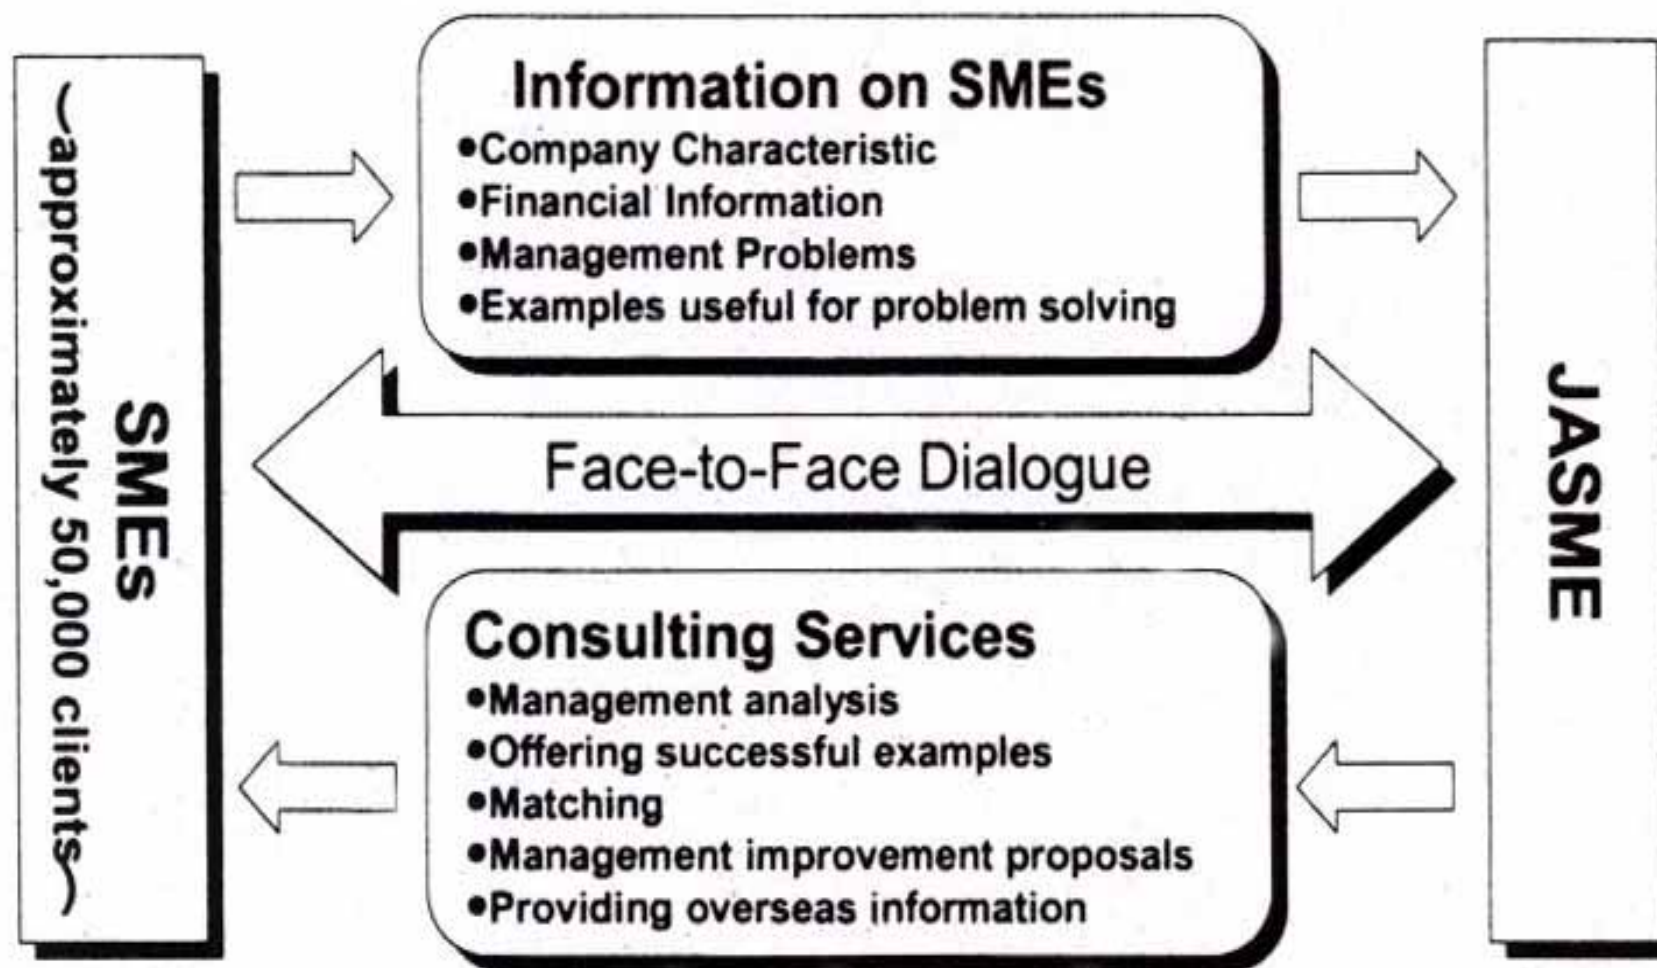 SMEs
(approximately 50,000 clients)
Information on SMEs
•Company Characteristic
•Financial Information
•Management Problems
•Examples useful for problem solving
Face-to-Face Dialogue
Consulting Services
•Management analysis
•Offering successful examples
•Matching
•Management improvement proposals
•Providing overseas information
JASME